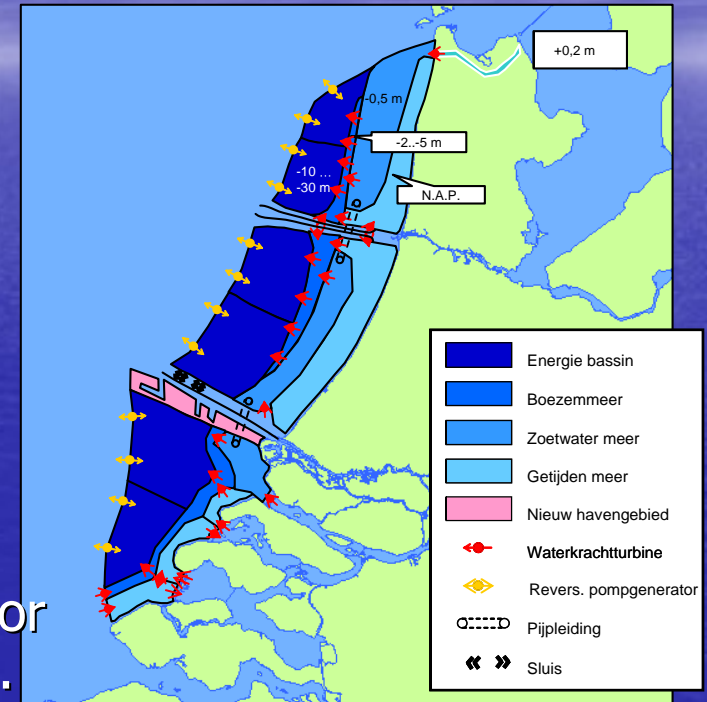 +0,2 m
-0,5 m
-2..-5 m
-10 ...
-30 m
N.A.P.
Energie bassin
Boezemmeer
Zoetwater meer
Getijden meer
Nieuw havengebied
Waterkrachtturbine
Revers. pompgenerator
Pijpleiding
Sluis
or
.